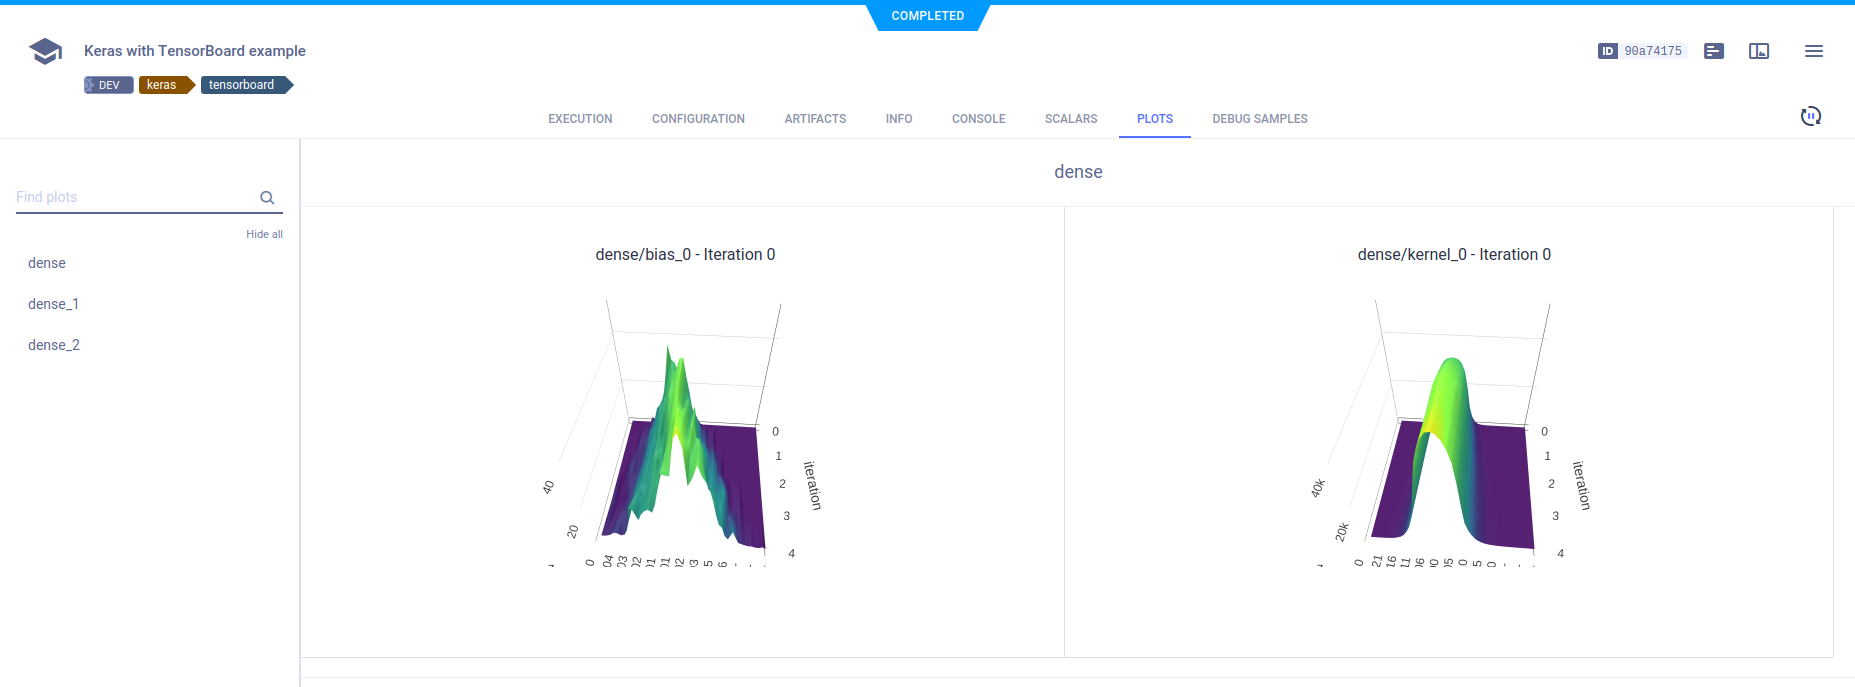 COMPLETED
Keras with TensorBoard example
ID 90a74175
DEV keras tensorboard
EXECUTION CONFIGURATION ARTIFACTS INFO CONSOLE SCALARS PLOTS DEBUG SAMPLES
dense
Find plots
Hide all
dense
dense_1
dense_2
dense/bias_0 - Iteration 0
0
1
2
3
4
iteration
40
20
0
dense/kernel_0 - Iteration 0
0
1
2
3
4
iteration
40k
20k
0